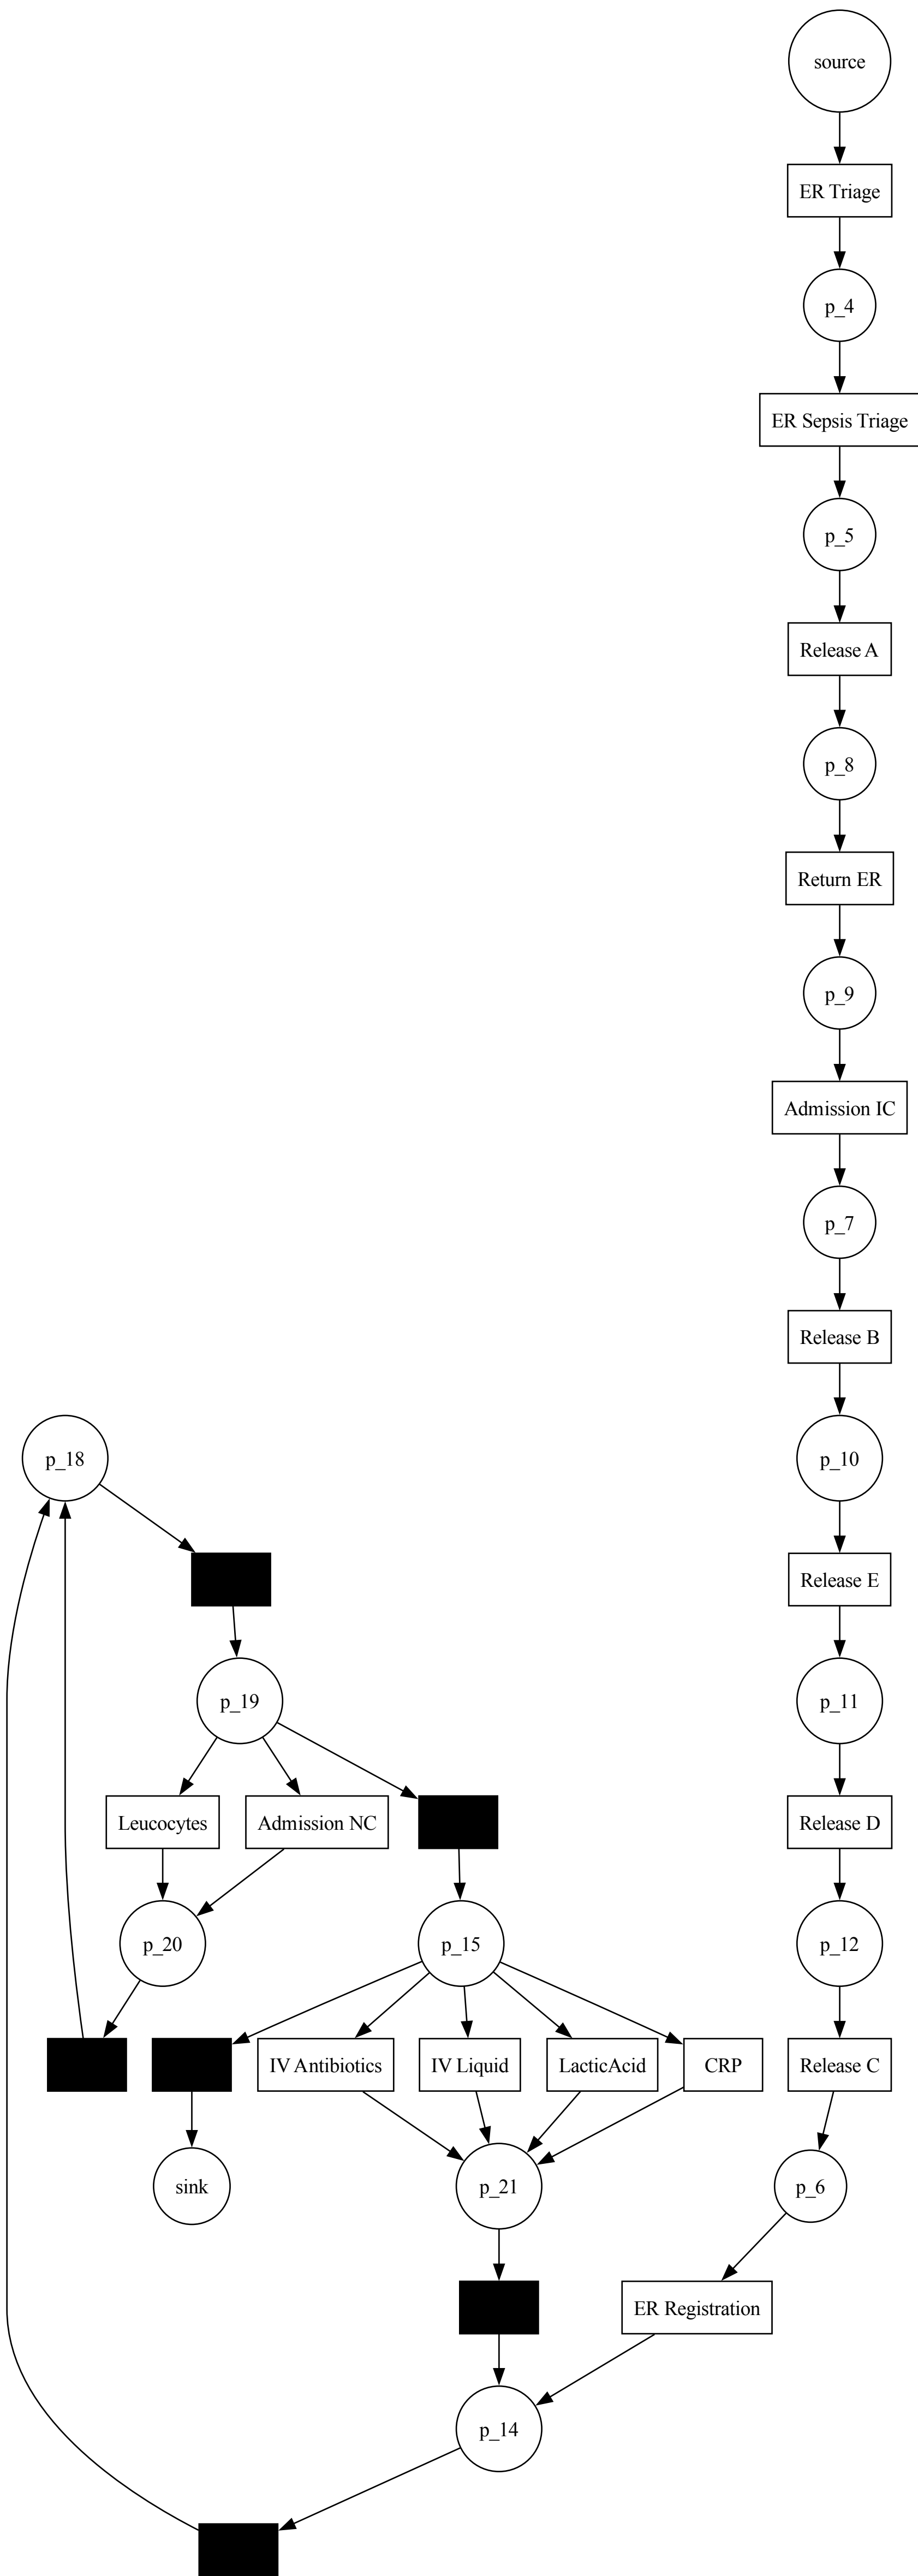 source
ER Triage
p_4
ER Sepsis Triage
p_5
Release A
p_8
Return ER
p_9
Admission IC
p_7
Release B
p_18
p_10
Release E
p_19
p_11
Leucocytes
Admission NC
Release D
p_20
p_15
p_12
IV Antibiotics
IV Liquid
LacticAcid
CRP
Release C
sink
p_21
p_6
ER Registration
p_14